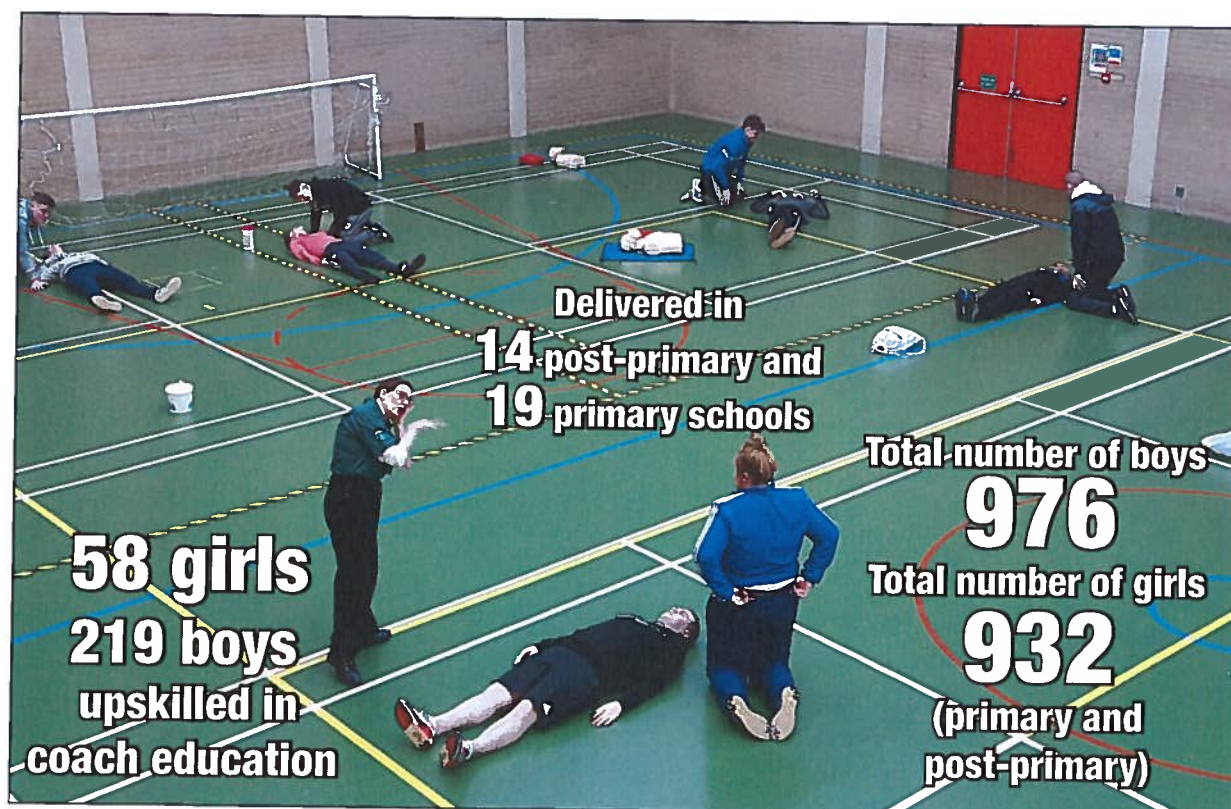 Delivered in
14 post-primary and
19 primary schools
Total number of boys
976
Total number of girls
932
(primary and
post-primary)
58 girls
219 boys
upskilled in
coach education